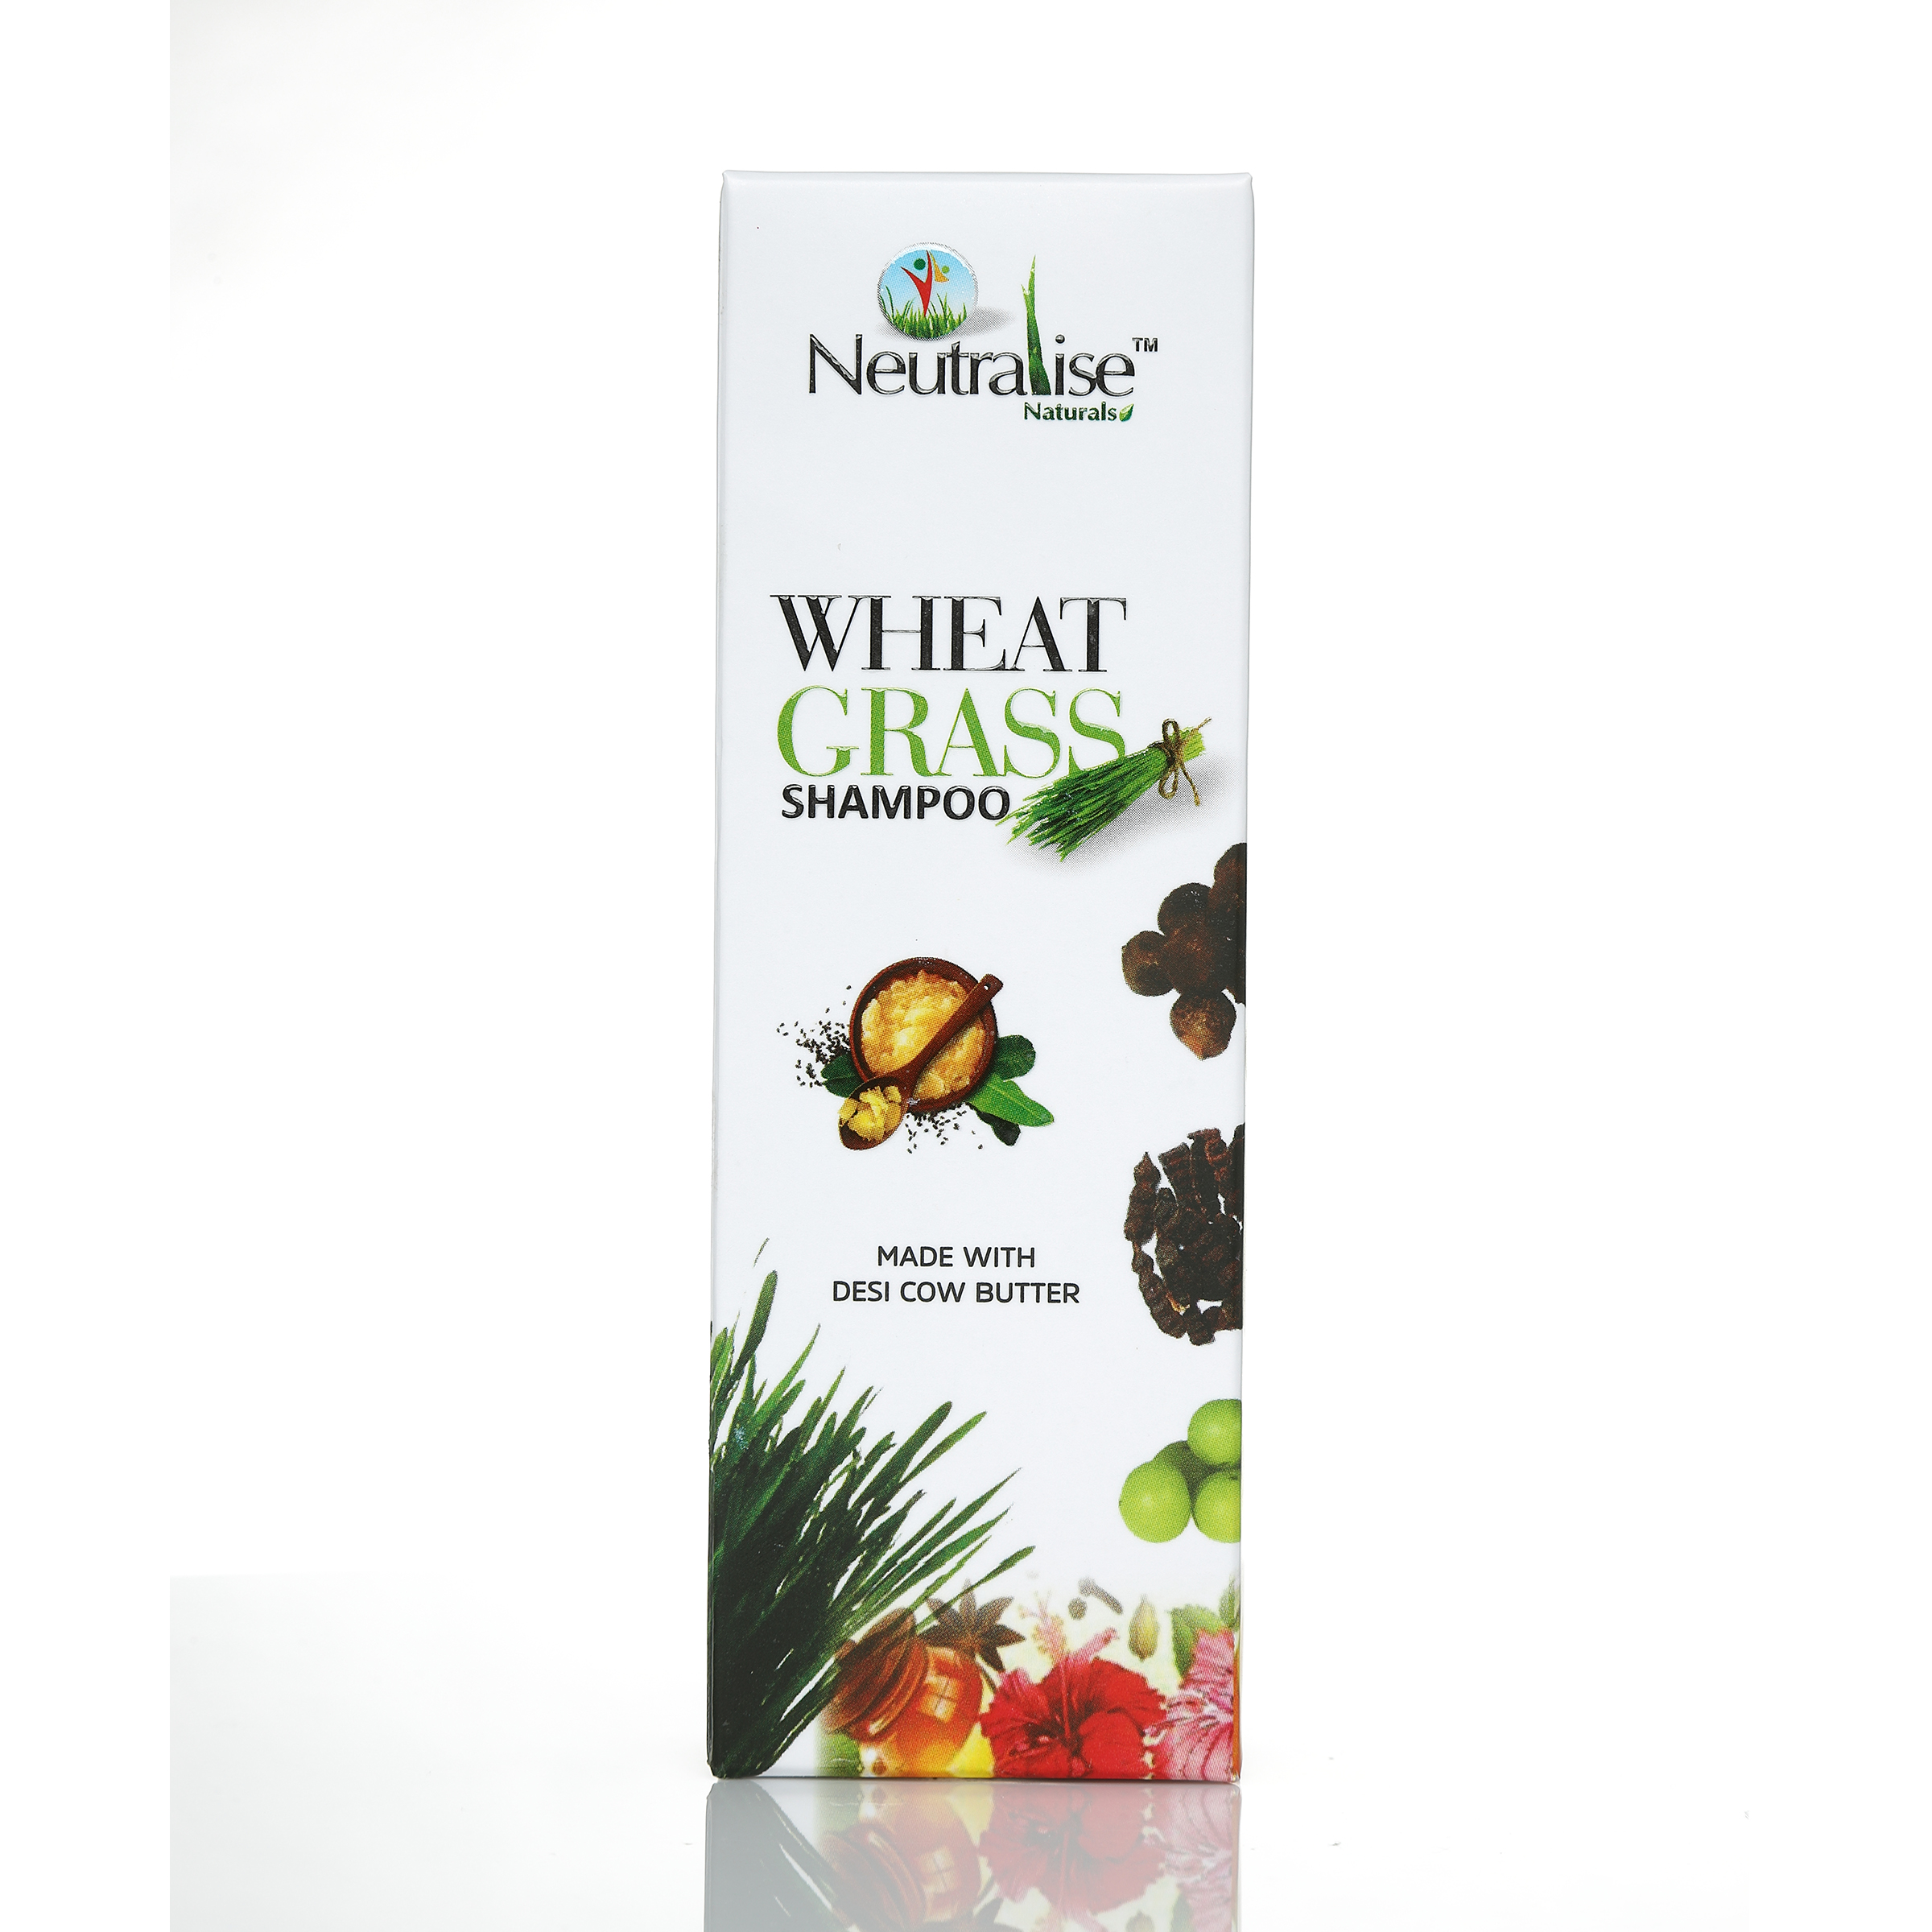 Neutralise™
Naturals
WHEAT
GRASS
SHAMPOO
MADE WITH
DESI COW BUTTER